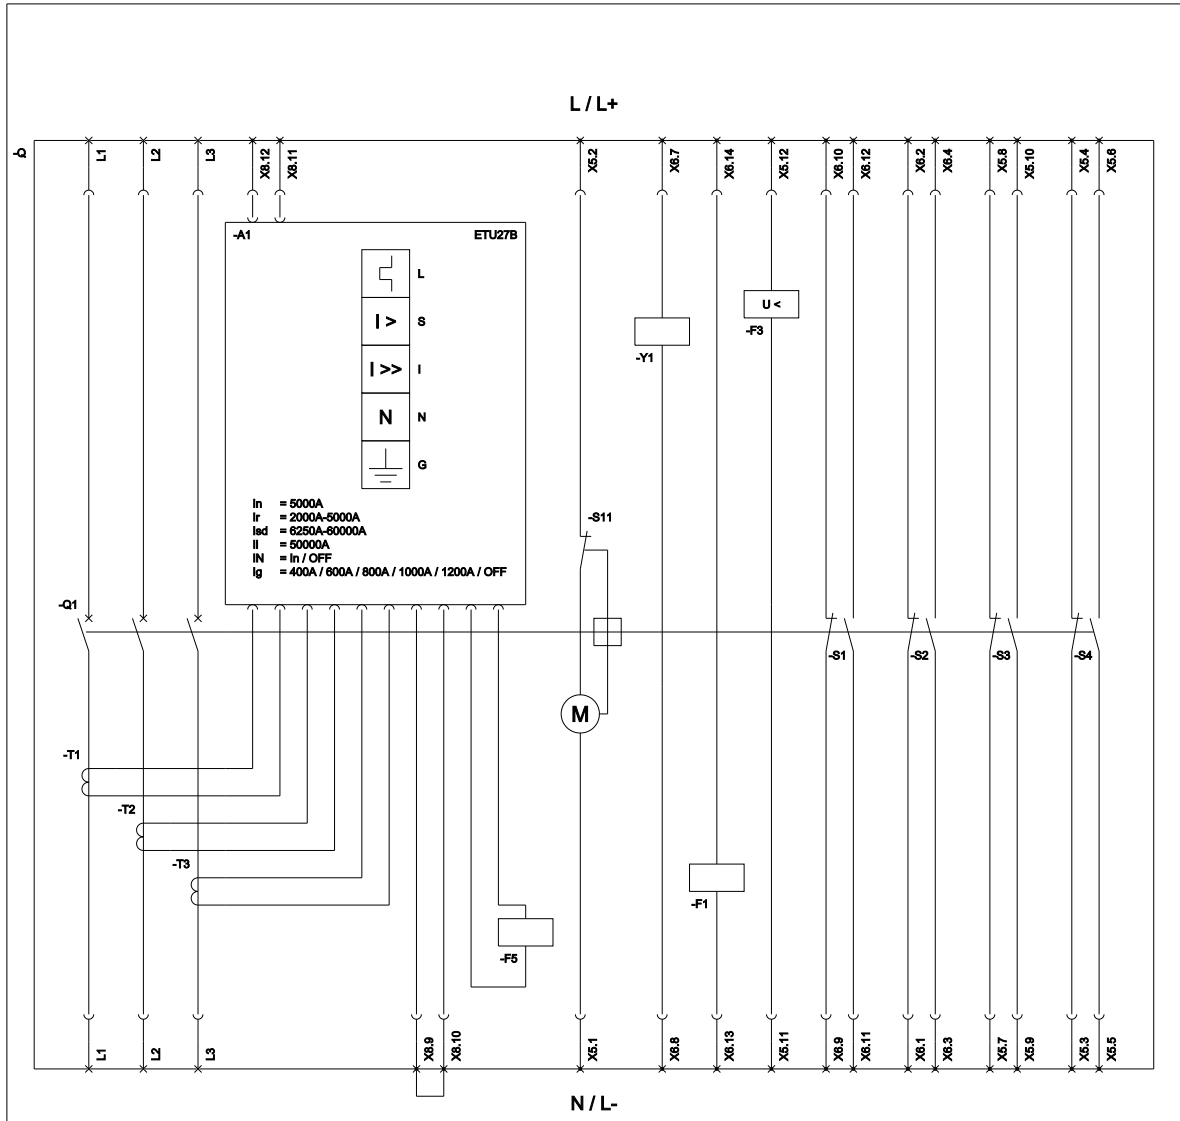 L / L+
-Q
L1
L2
L3
X8.12
X8.11
X5.2
X6.7
X6.14
X5.12
X6.10
X6.12
X6.2
X6.4
X5.8
X5.10
X5.4
X5.6
-A1 ETU27B
L
I > S
I >> I
N N
G
U <
-F3
-Y1
In = 5000A
Ir = 2000A-5000A
Isd = 6250A-60000A
Ii = 50000A
IN = In / OFF
Ig = 400A / 600A / 800A / 1000A / 1200A / OFF
-S11
-Q1
-S1
-S2
-S3
-S4
M
-T1
-T2
-T3
-F1
-F5
L1
L2
L3
X8.9
X8.10
X5.1
X6.8
X6.13
X5.11
X6.9
X6.11
X6.1
X6.3
X5.7
X5.9
X5.3
X5.5
N / L-